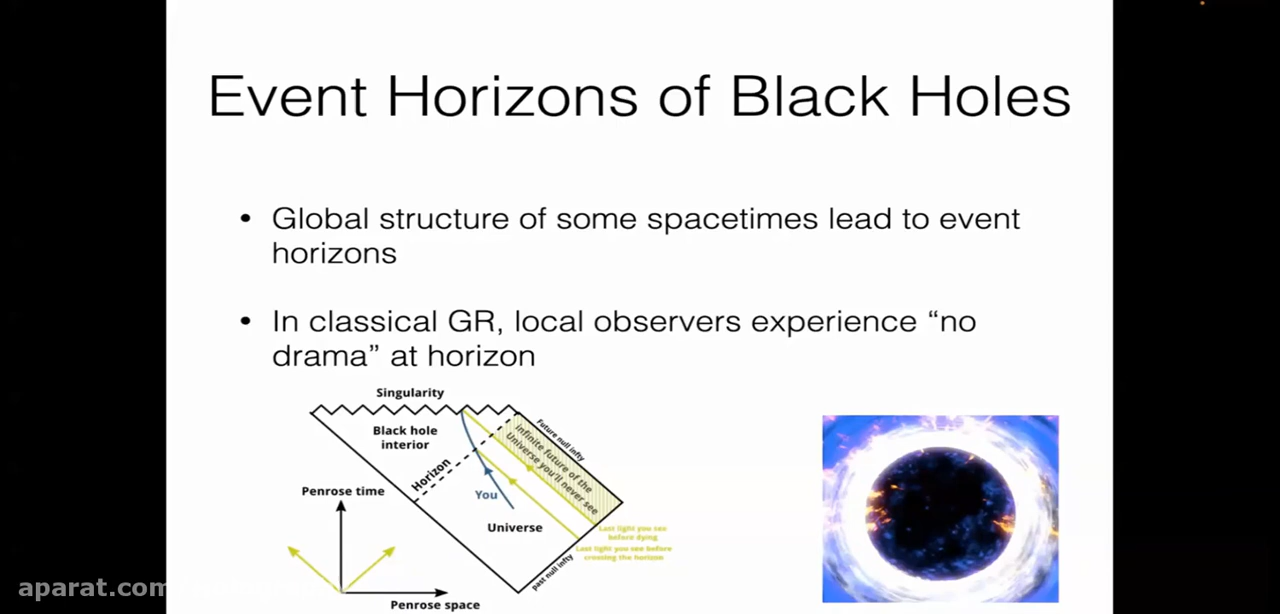 Event Horizons of Black Holes
• Global structure of some spacetimes lead to event
horizons
• In classical GR, local observers experience “no
drama” at horizon
Singularity
Black hole
interior
Horizon
Future null infty
Infinite future of the
Universe you'll never see
You
Universe
Penrose time
Last light you see
before dying
Last light you see before
crossing the horizon
past null infty
Penrose space
aparat.com/